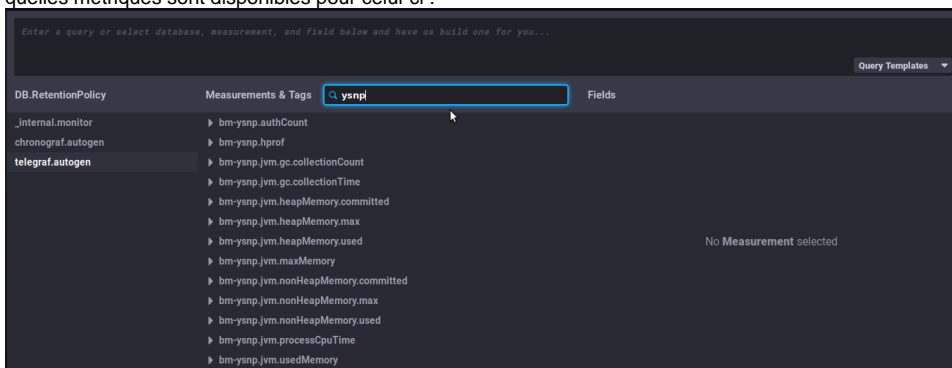 quelles métriques sont disponibles pour celui-ci ?
Enter a query or select database, measurement, and field below and have us build one for you...
Query Templates
DB.RetentionPolicy
Measurements & Tags
ysnp
Fields
_internal.monitor
bm-ysnp.authCount
chronograf.autogen
bm-ysnp.hprof
telegraf.autogen
bm-ysnp.jvm.gc.collectionCount
bm-ysnp.jvm.gc.collectionTime
bm-ysnp.jvm.heapMemory.committed
bm-ysnp.jvm.heapMemory.max
bm-ysnp.jvm.heapMemory.used
No Measurement selected
bm-ysnp.jvm.maxMemory
bm-ysnp.jvm.nonHeapMemory.committed
bm-ysnp.jvm.nonHeapMemory.max
bm-ysnp.jvm.nonHeapMemory.used
bm-ysnp.jvm.processCpuTime
bm-ysnp.jvm.usedMemory